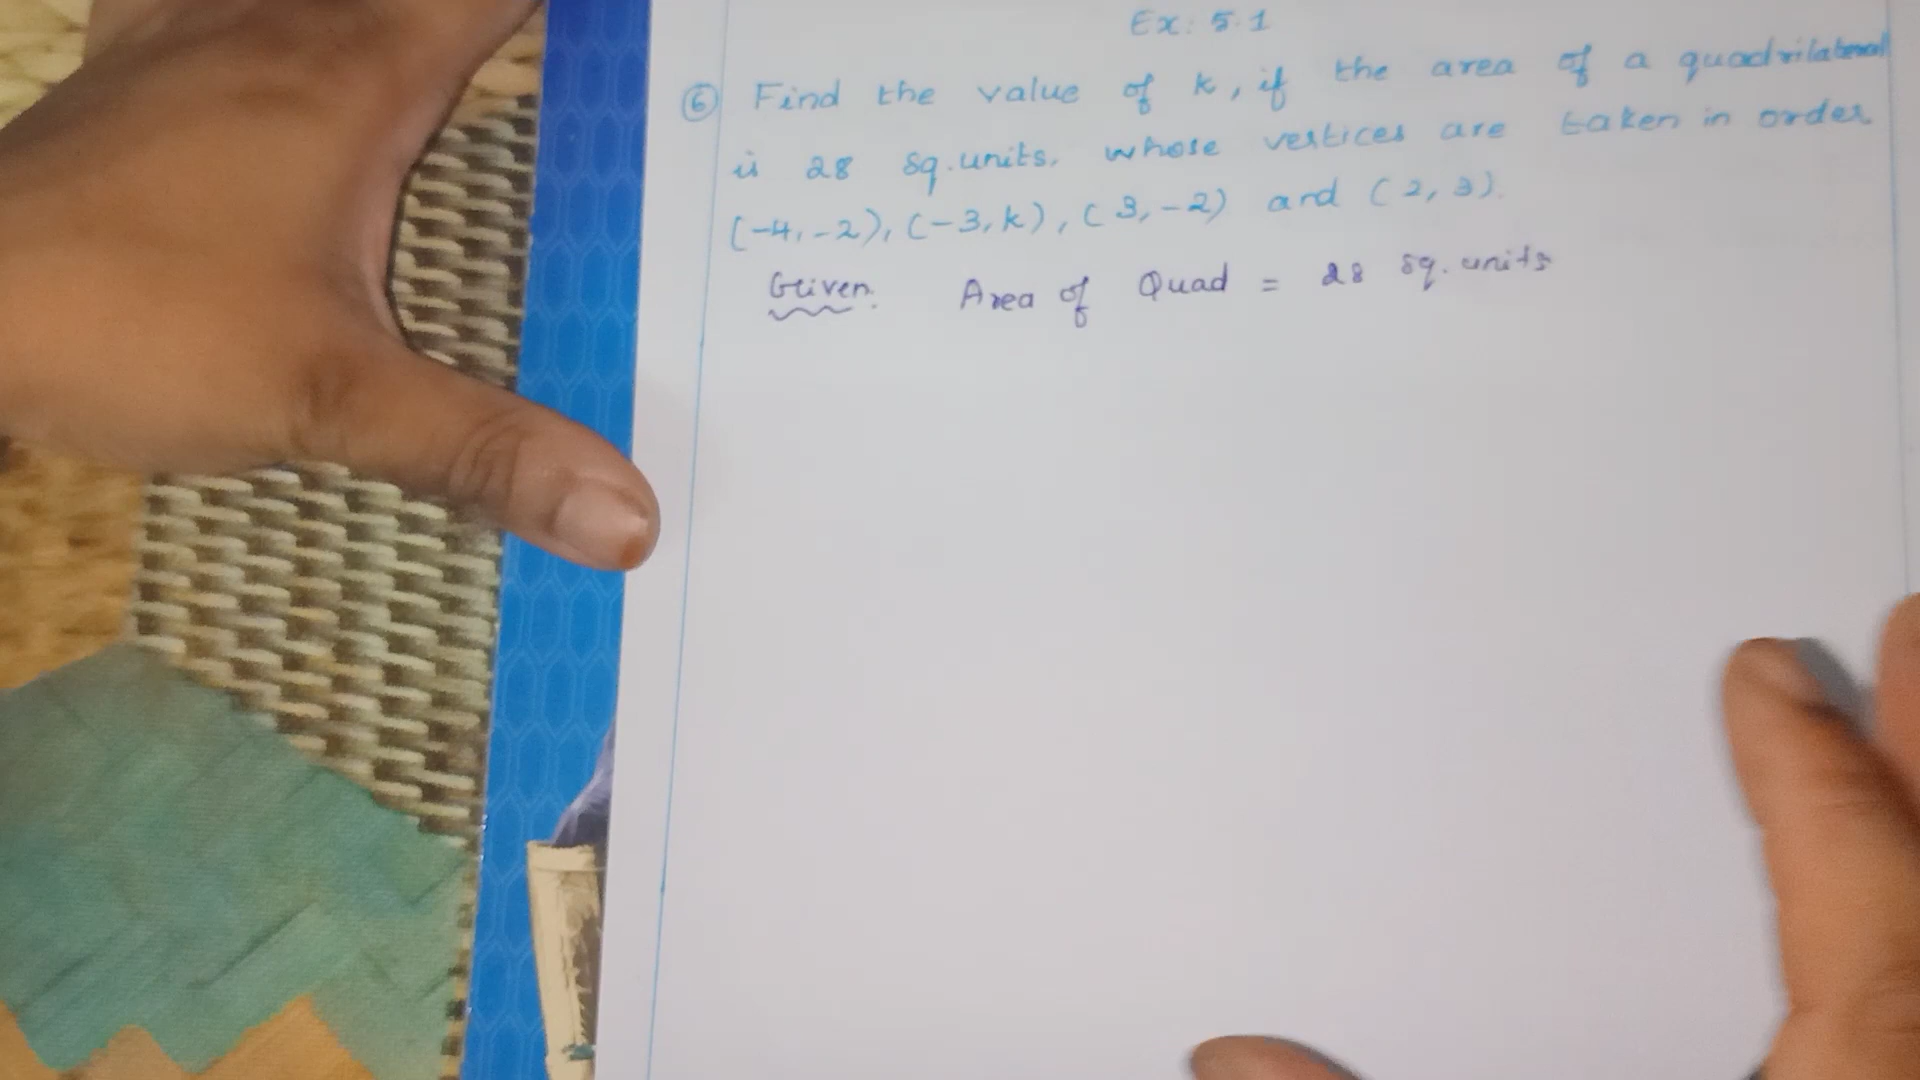 Ex: 5.1
⑥ Find the value of k, if the area of a quadrilateral
is 28 sq.units. whose vertices are taken in order
(-4,-2), (-3,k), (3,-2) and (2,3).
Given. Area of Quad = 28 sq. units